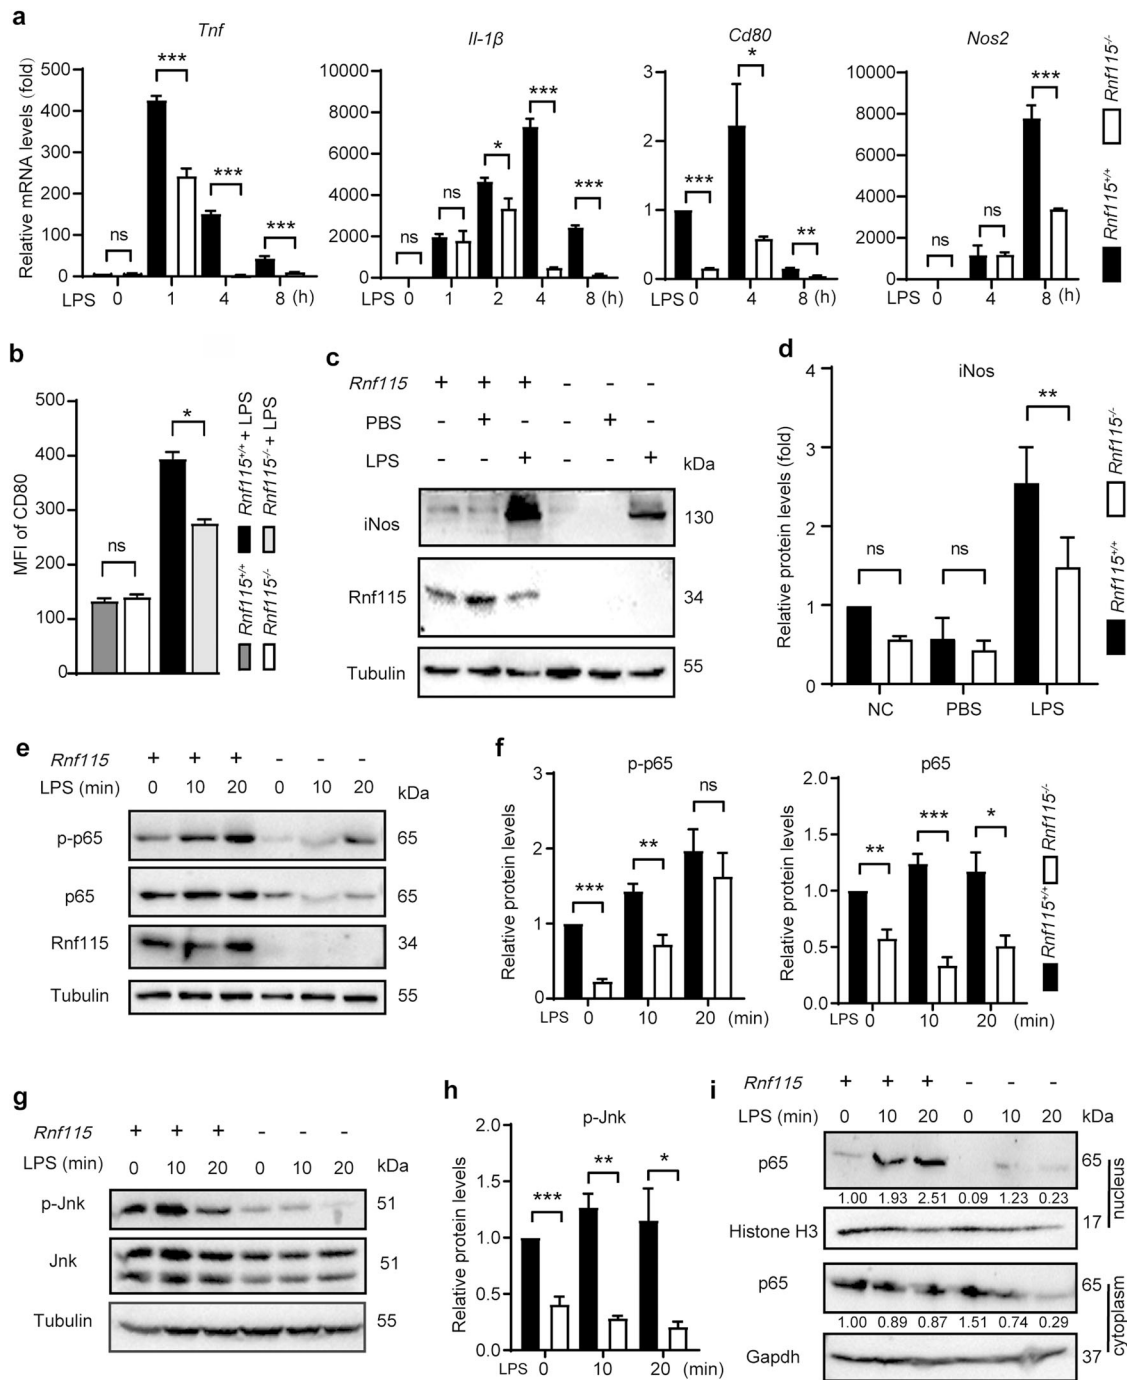 a
Tnf
Il-1β
Cd80
Nos2
Relative mRNA levels (fold)
500
400
300
200
100
0
ns
***
***
***
LPS 0 1 4 8 (h)
10000
8000
6000
4000
2000
0
ns
ns
*
***
***
LPS 0 1 2 4 8 (h)
3
2
1
0
***
*
**
LPS 0 4 8 (h)
10000
8000
6000
4000
2000
0
ns
ns
***
LPS 0 4 8 (h)
Rnf115+/+
Rnf115-/-
b
MFI of CD80
500
400
300
200
100
0
ns
*
Rnf115+/+
Rnf115-/-
Rnf115+/+ + LPS
Rnf115-/- + LPS
c
Rnf115 + + + - - -
PBS - + - - + -
LPS - - + - - +
kDa
iNos 130
Rnf115 34
Tubulin 55
d
iNos
Relative protein levels (fold)
4
3
2
1
0
ns
ns
**
NC PBS LPS
Rnf115+/+
Rnf115-/-
e
Rnf115 + + + - - -
LPS (min) 0 10 20 0 10 20
kDa
p-p65 65
p65 65
Rnf115 34
Tubulin 55
f
p-p65
Relative protein levels
3
2
1
0
***
**
ns
LPS 0 10 20 (min)
p65
Relative protein levels
2.0
1.5
1.0
0.5
0.0
**
***
*
LPS 0 10 20 (min)
Rnf115+/+
Rnf115-/-
g
Rnf115 + + + - - -
LPS (min) 0 10 20 0 10 20
kDa
p-Jnk 51
Jnk 51
Tubulin 55
h
p-Jnk
Relative protein levels
2.0
1.5
1.0
0.5
0.0
***
**
*
LPS 0 10 20 (min)
i
Rnf115 + + + - - -
LPS (min) 0 10 20 0 10 20 kDa
p65 65
1.00 1.93 2.51 0.09 1.23 0.23
Histone H3 17
nucleus
p65 65
1.00 0.89 0.87 1.51 0.74 0.29
Gapdh 37
cytoplasm